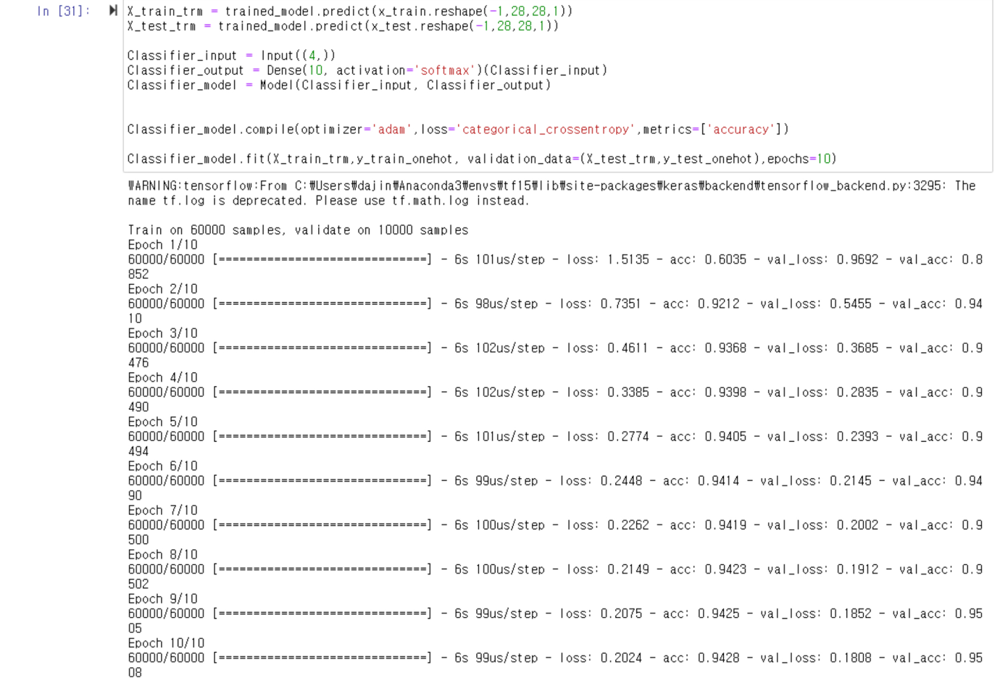 In [31]:
X_train_trm = trained_model.predict(x_train.reshape(-1,28,28,1))
X_test_trm = trained_model.predict(x_test.reshape(-1,28,28,1))
Classifier_input = Input((4,))
Classifier_output = Dense(10, activation='softmax')(Classifier_input)
Classifier_model = Model(Classifier_input, Classifier_output)
Classifier_model.compile(optimizer='adam',loss='categorical_crossentropy',metrics=['accuracy'])
Classifier_model.fit(X_train_trm,y_train_onehot, validation_data=(X_test_trm,y_test_onehot),epochs=10)
WARNING:tensorflow:From C:₩Users₩dajin₩Anaconda3₩envs₩tf15₩lib₩site-packages₩keras₩backend₩tensorflow_backend.py:3295: The
name tf.log is deprecated. Please use tf.math.log instead.
Train on 60000 samples, validate on 10000 samples
Epoch 1/10
60000/60000 [==============================] - 6s 101us/step - loss: 1.5135 - acc: 0.6035 - val_loss: 0.9692 - val_acc: 0.8
852
Epoch 2/10
60000/60000 [==============================] - 6s 98us/step - loss: 0.7351 - acc: 0.9212 - val_loss: 0.5455 - val_acc: 0.94
10
Epoch 3/10
60000/60000 [==============================] - 6s 102us/step - loss: 0.4611 - acc: 0.9368 - val_loss: 0.3685 - val_acc: 0.9
476
Epoch 4/10
60000/60000 [==============================] - 6s 102us/step - loss: 0.3385 - acc: 0.9398 - val_loss: 0.2835 - val_acc: 0.9
490
Epoch 5/10
60000/60000 [==============================] - 6s 101us/step - loss: 0.2774 - acc: 0.9405 - val_loss: 0.2393 - val_acc: 0.9
494
Epoch 6/10
60000/60000 [==============================] - 6s 99us/step - loss: 0.2448 - acc: 0.9414 - val_loss: 0.2145 - val_acc: 0.94
90
Epoch 7/10
60000/60000 [==============================] - 6s 100us/step - loss: 0.2262 - acc: 0.9419 - val_loss: 0.2002 - val_acc: 0.9
500
Epoch 8/10
60000/60000 [==============================] - 6s 100us/step - loss: 0.2149 - acc: 0.9423 - val_loss: 0.1912 - val_acc: 0.9
502
Epoch 9/10
60000/60000 [==============================] - 6s 99us/step - loss: 0.2075 - acc: 0.9425 - val_loss: 0.1852 - val_acc: 0.95
05
Epoch 10/10
60000/60000 [==============================] - 6s 99us/step - loss: 0.2024 - acc: 0.9428 - val_loss: 0.1808 - val_acc: 0.95
08